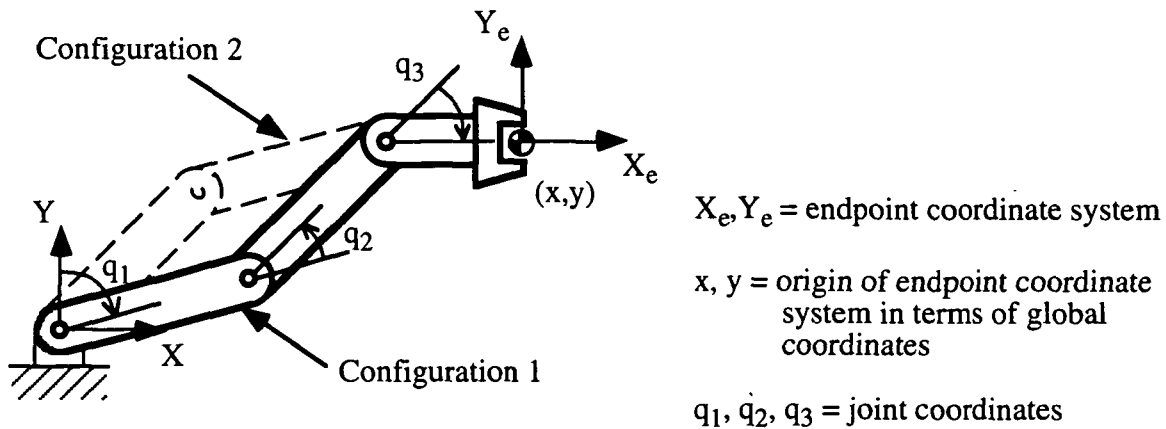 Configuration 2
Y_e
q_3
X_e
(x,y)
Y
q_1
q_2
X
Configuration 1
X_e,Y_e = endpoint coordinate system
x, y = origin of endpoint coordinate
system in terms of global
coordinates
q_1, q_2, q_3 = joint coordinates